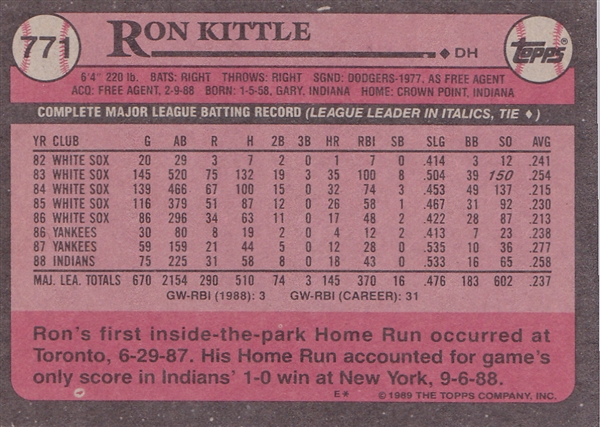 771
RON KITTLE
♦ DH
topps®
6'4" 220 lb. BATS: RIGHT THROWS: RIGHT SGND: DODGERS-1977, AS FREE AGENT
ACQ: FREE AGENT, 2-9-88 BORN: 1-5-58, GARY, INDIANA HOME: CROWN POINT, INDIANA
COMPLETE MAJOR LEAGUE BATTING RECORD (LEAGUE LEADER IN ITALICS, TIE ♦)
YR CLUB G AB R H 2B 3B HR RBI SB SLG BB SO AVG
82 WHITE SOX 20 29 3 7 2 0 1 7 0 .414 3 12 .241
83 WHITE SOX 145 520 75 132 19 3 35 100 8 .504 39 150 .254
84 WHITE SOX 139 466 67 100 15 0 32 74 3 .453 49 137 .215
85 WHITE SOX 116 379 51 87 12 0 26 58 1 .467 31 92 .230
86 WHITE SOX 86 296 34 63 11 0 17 48 2 .422 28 87 .213
86 YANKEES 30 80 8 19 2 0 4 12 2 .413 7 23 .238
87 YANKEES 59 159 21 44 5 0 12 28 0 .535 10 36 .277
88 INDIANS 75 225 31 58 8 0 18 43 0 .533 16 65 .258
MAJ. LEA. TOTALS 670 2154 290 510 74 3 145 370 16 .476 183 602 .237
GW-RBI (1988): 3 GW-RBI (CAREER): 31
Ron's first inside-the-park Home Run occurred at
Toronto, 6-29-87. His Home Run accounted for game's
only score in Indians' 1-0 win at New York, 9-6-88.
E* © 1989 THE TOPPS COMPANY, INC.